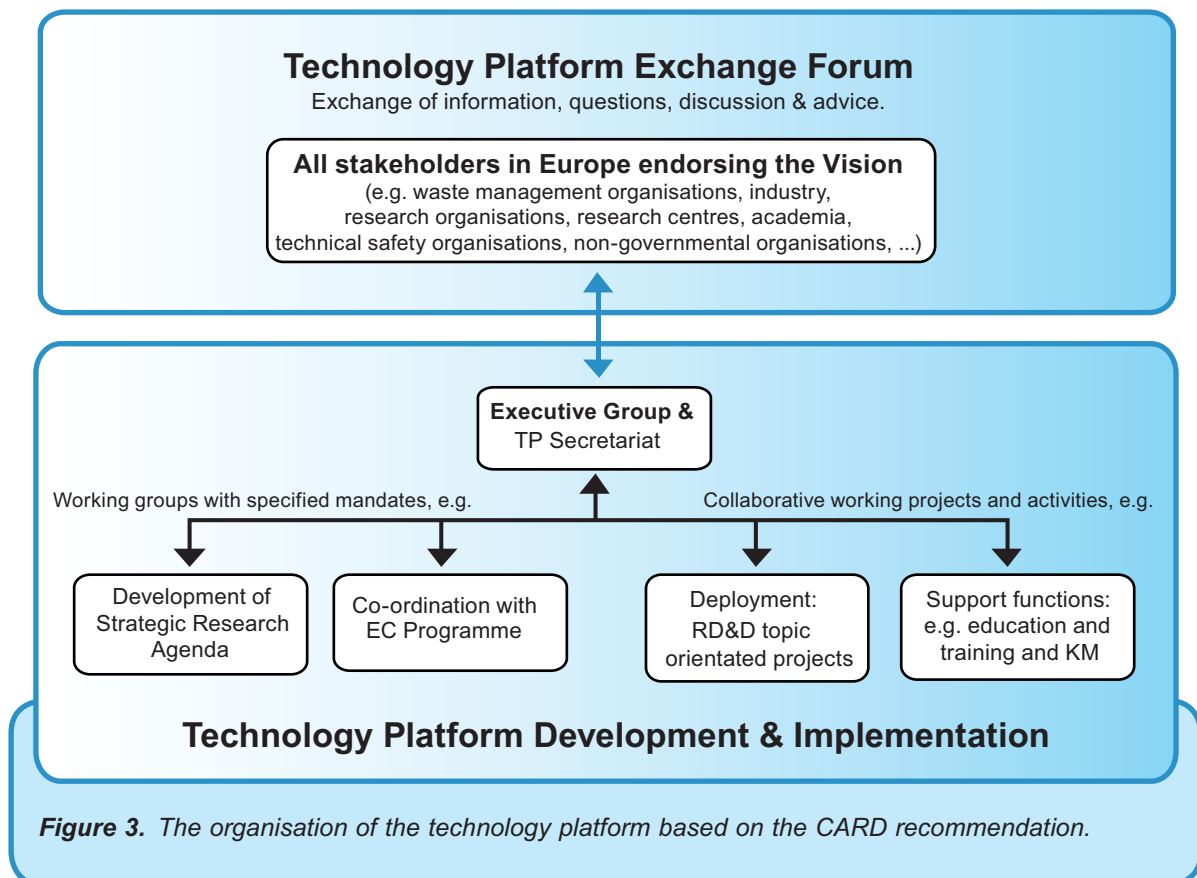 Technology Platform Exchange Forum
Exchange of information, questions, discussion & advice.
All stakeholders in Europe endorsing the Vision
(e.g. waste management organisations, industry,
research organisations, research centres, academia,
technical safety organisations, non-governmental organisations, ...)
Executive Group &
TP Secretariat
Working groups with specified mandates, e.g.
Collaborative working projects and activities, e.g.
Development of
Strategic Research
Agenda
Co-ordination with
EC Programme
Deployment:
RD&D topic
orientated projects
Support functions:
e.g. education and
training and KM
Technology Platform Development & Implementation
Figure 3. The organisation of the technology platform based on the CARD recommendation.